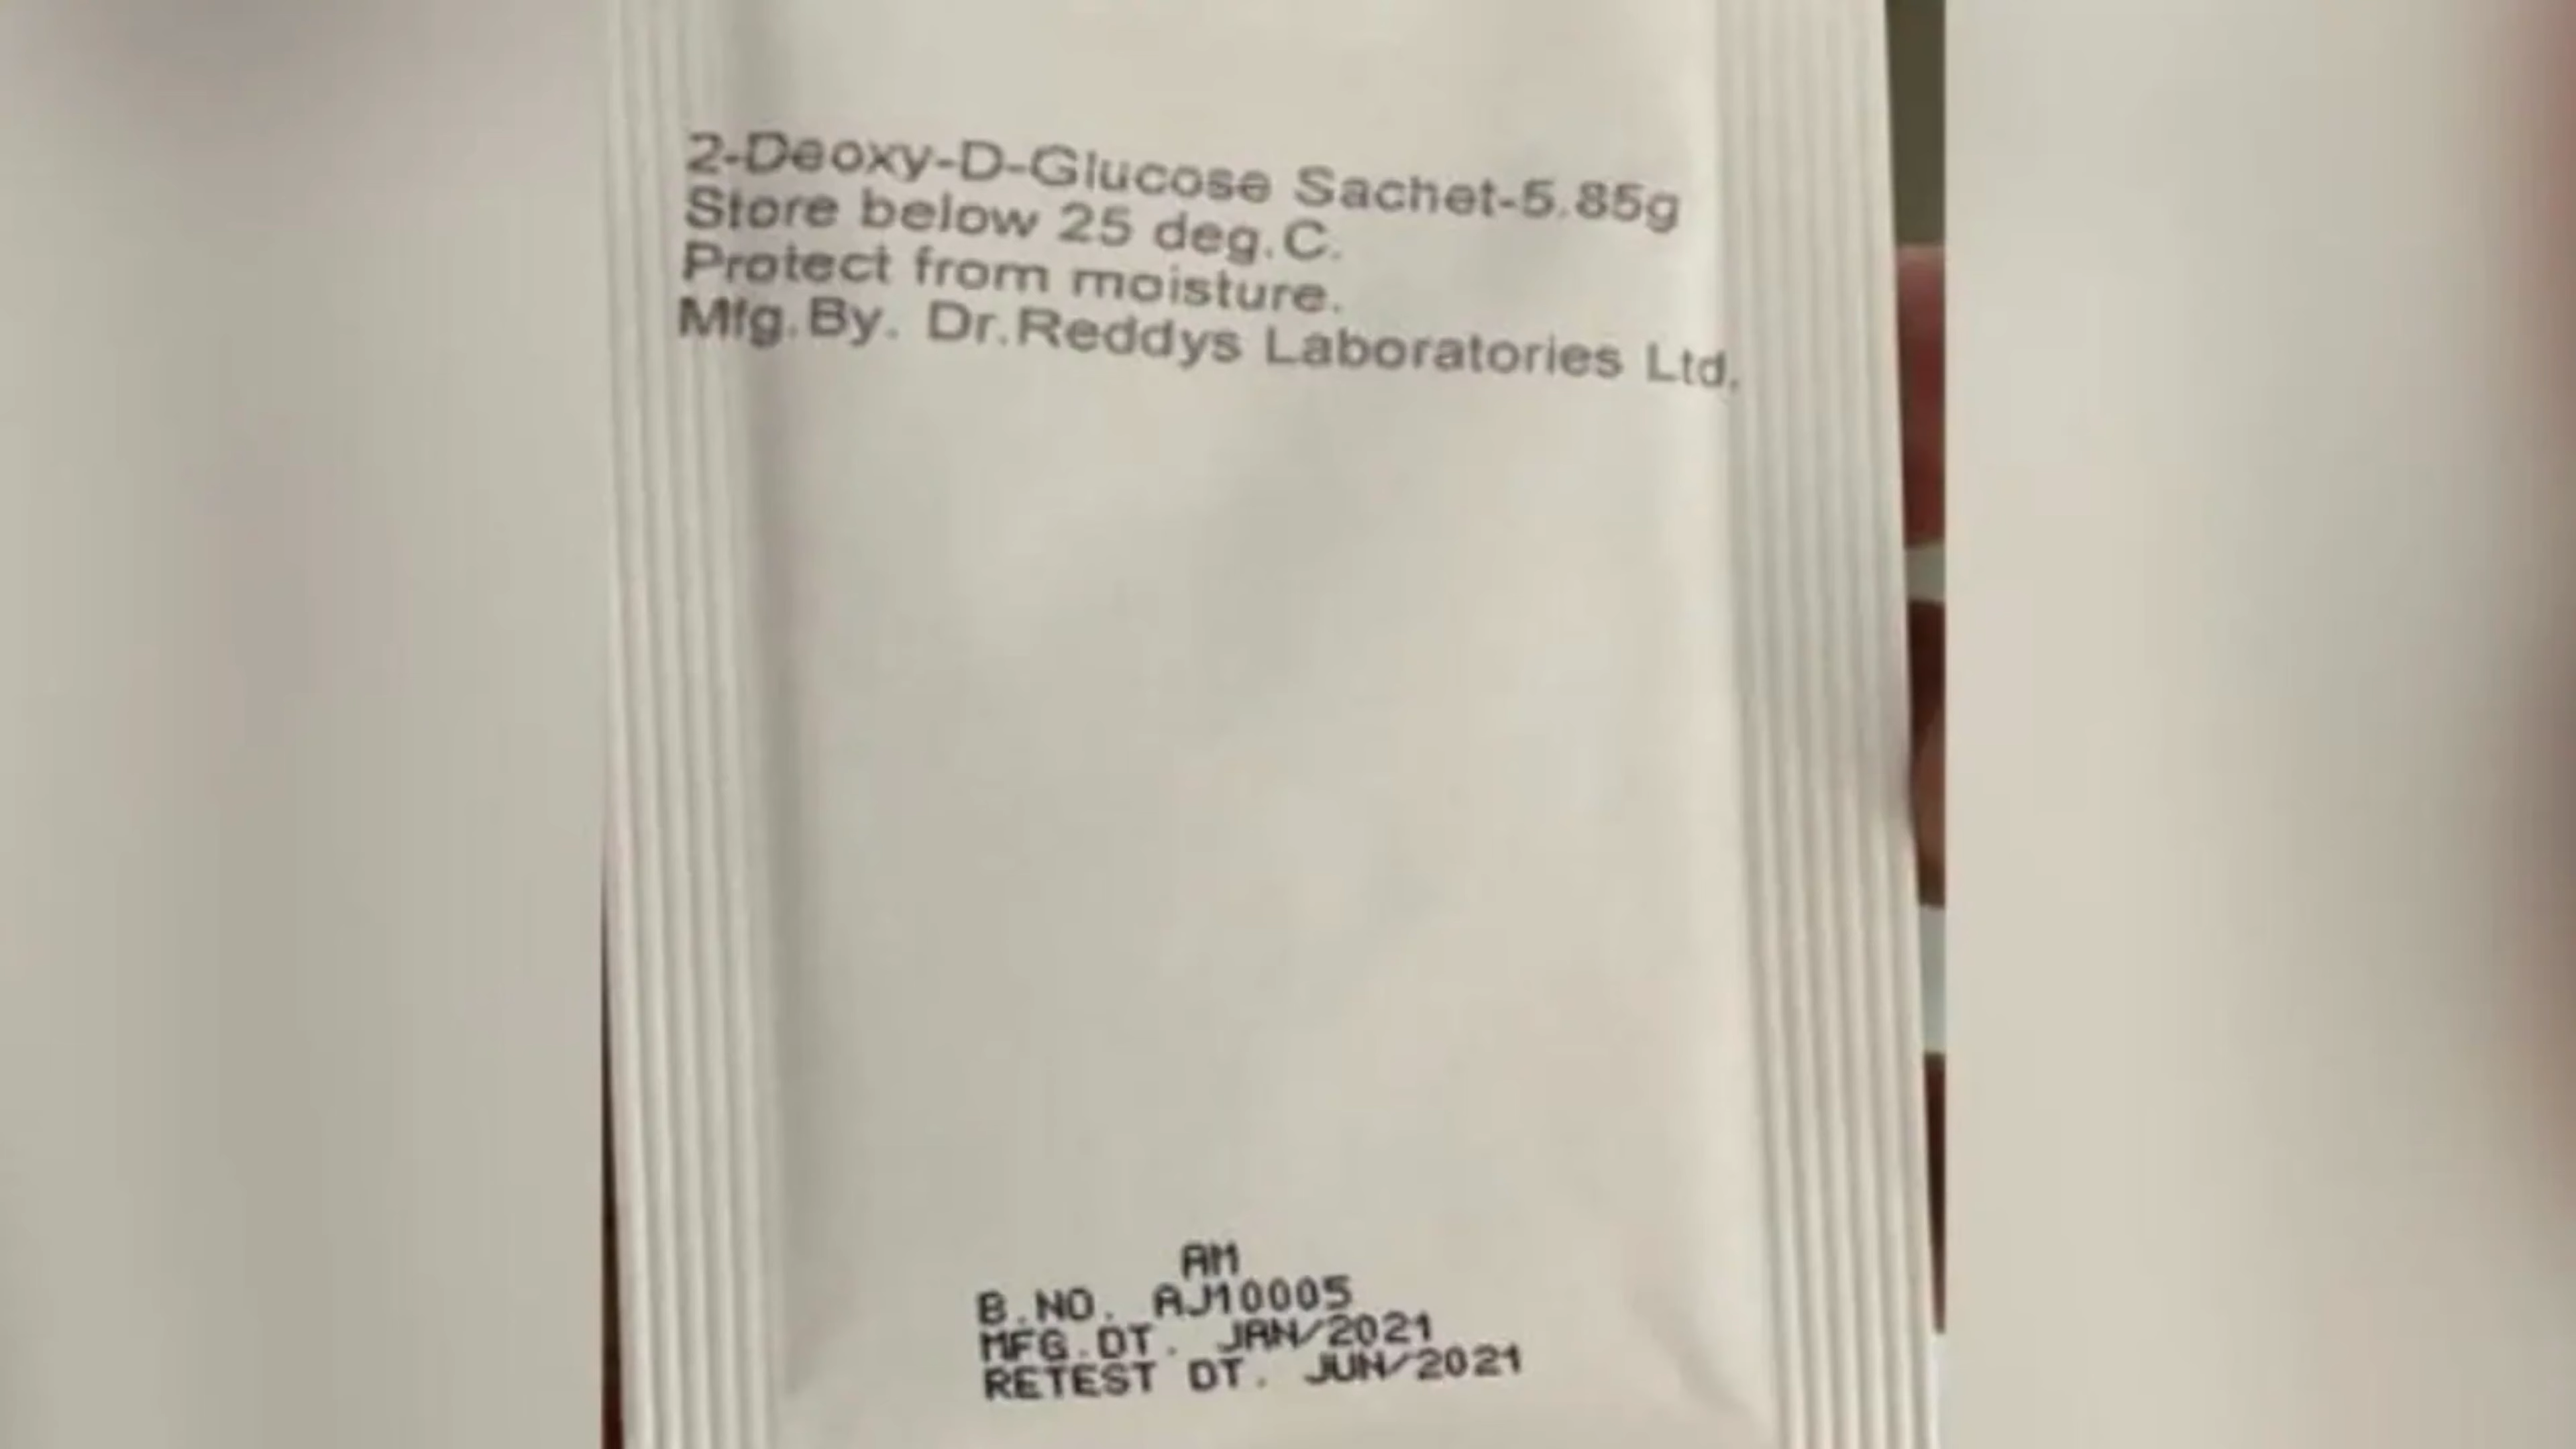 2-Deoxy-D-Glucose Sachet-5.85g
Store below 25 deg.C.
Protect from moisture.
Mfg.By. Dr.Reddys Laboratories Ltd.
AM
B.NO. AJ10005
MFG.DT. JAN/2021
RETEST DT. JUN/2021